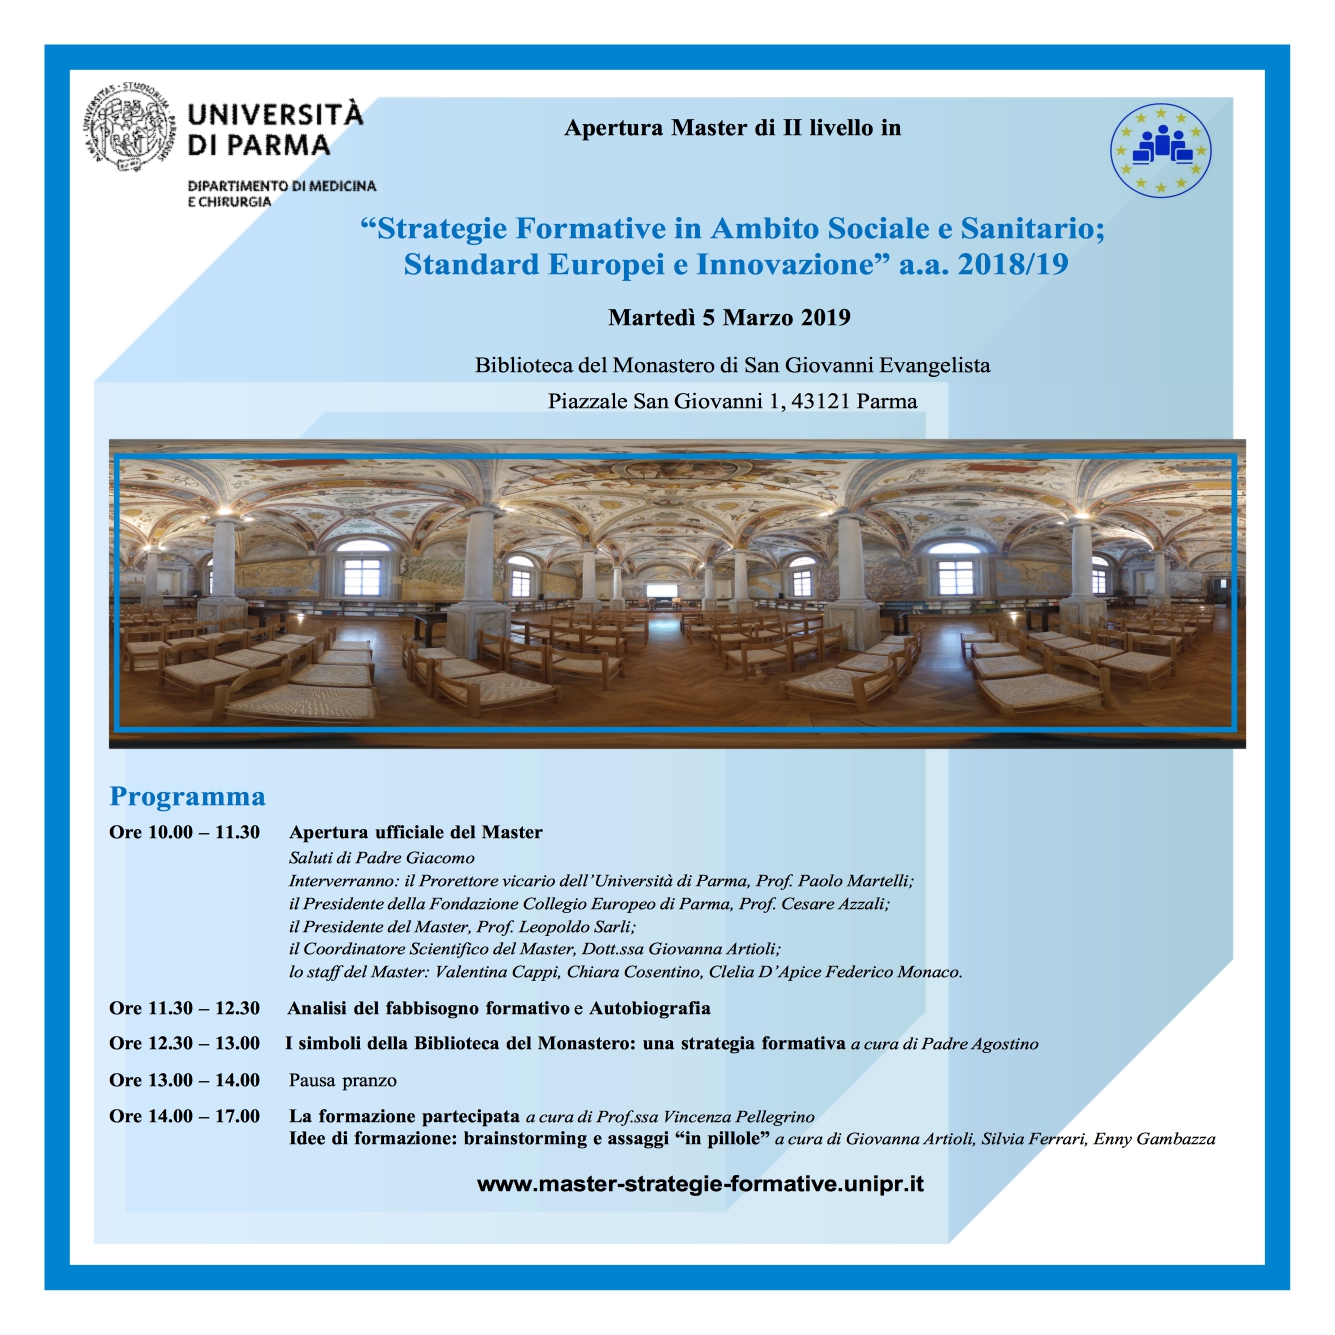 UNIVERSITÀ
DI PARMA
DIPARTIMENTO DI MEDICINA
E CHIRURGIA
Apertura Master di II livello in
“Strategie Formative in Ambito Sociale e Sanitario;
Standard Europei e Innovazione” a.a. 2018/19
Martedì 5 Marzo 2019
Biblioteca del Monastero di San Giovanni Evangelista
Piazzale San Giovanni 1, 43121 Parma
Programma
Ore 10.00 – 11.30 Apertura ufficiale del Master
Saluti di Padre Giacomo
Interverranno: il Prorettore vicario dell’Università di Parma, Prof. Paolo Martelli;
il Presidente della Fondazione Collegio Europeo di Parma, Prof. Cesare Azzali;
il Presidente del Master, Prof. Leopoldo Sarli;
il Coordinatore Scientifico del Master, Dott.ssa Giovanna Artioli;
lo staff del Master: Valentina Cappi, Chiara Cosentino, Clelia D’Apice Federico Monaco.
Ore 11.30 – 12.30 Analisi del fabbisogno formativo e Autobiografia
Ore 12.30 – 13.00 I simboli della Biblioteca del Monastero: una strategia formativa a cura di Padre Agostino
Ore 13.00 – 14.00 Pausa pranzo
Ore 14.00 – 17.00 La formazione partecipata a cura di Prof.ssa Vincenza Pellegrino
Idee di formazione: brainstorming e assaggi “in pillole” a cura di Giovanna Artioli, Silvia Ferrari, Enny Gambazza
www.master-strategie-formative.unipr.it